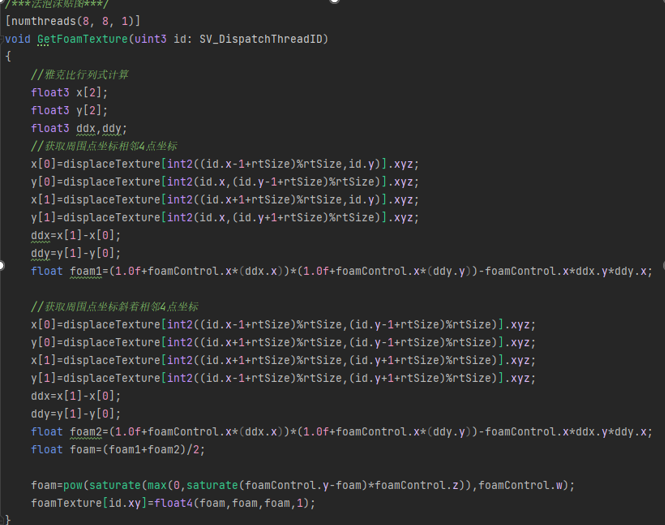 /***法泡沫贴图***/
[numthreads(8, 8, 1)]
void GetFoamTexture(uint3 id: SV_DispatchThreadID)
{
//雅克比行列式计算
float3 x[2];
float3 y[2];
float3 ddx,ddy;
//获取周围点坐标相邻4点坐标
x[0]=displaceTexture[int2((id.x-1+rtSize)%rtSize,id.y)].xyz;
y[0]=displaceTexture[int2(id.x,(id.y-1+rtSize)%rtSize)].xyz;
x[1]=displaceTexture[int2((id.x+1+rtSize)%rtSize,id.y)].xyz;
y[1]=displaceTexture[int2(id.x,(id.y+1+rtSize)%rtSize)].xyz;
ddx=x[1]-x[0];
ddy=y[1]-y[0];
float foam1=(1.0f+foamControl.x*(ddx.x))*(1.0f+foamControl.x*(ddy.y))-foamControl.x*ddx.y*ddy.x;
//获取周围点坐标斜着相邻4点坐标
x[0]=displaceTexture[int2((id.x-1+rtSize)%rtSize,(id.y-1+rtSize)%rtSize)].xyz;
y[0]=displaceTexture[int2((id.x+1+rtSize)%rtSize,(id.y-1+rtSize)%rtSize)].xyz;
x[1]=displaceTexture[int2((id.x+1+rtSize)%rtSize,(id.y+1+rtSize)%rtSize)].xyz;
y[1]=displaceTexture[int2((id.x-1+rtSize)%rtSize,(id.y+1+rtSize)%rtSize)].xyz;
ddx=x[1]-x[0];
ddy=y[1]-y[0];
float foam2=(1.0f+foamControl.x*(ddx.x))*(1.0f+foamControl.x*(ddy.y))-foamControl.x*ddx.y*ddy.x;
float foam=(foam1+foam2)/2;
foam=pow(saturate(max(0,saturate(foamControl.y-foam)*foamControl.z)),foamControl.w);
foamTexture[id.xy]=float4(foam,foam,foam,1);
}